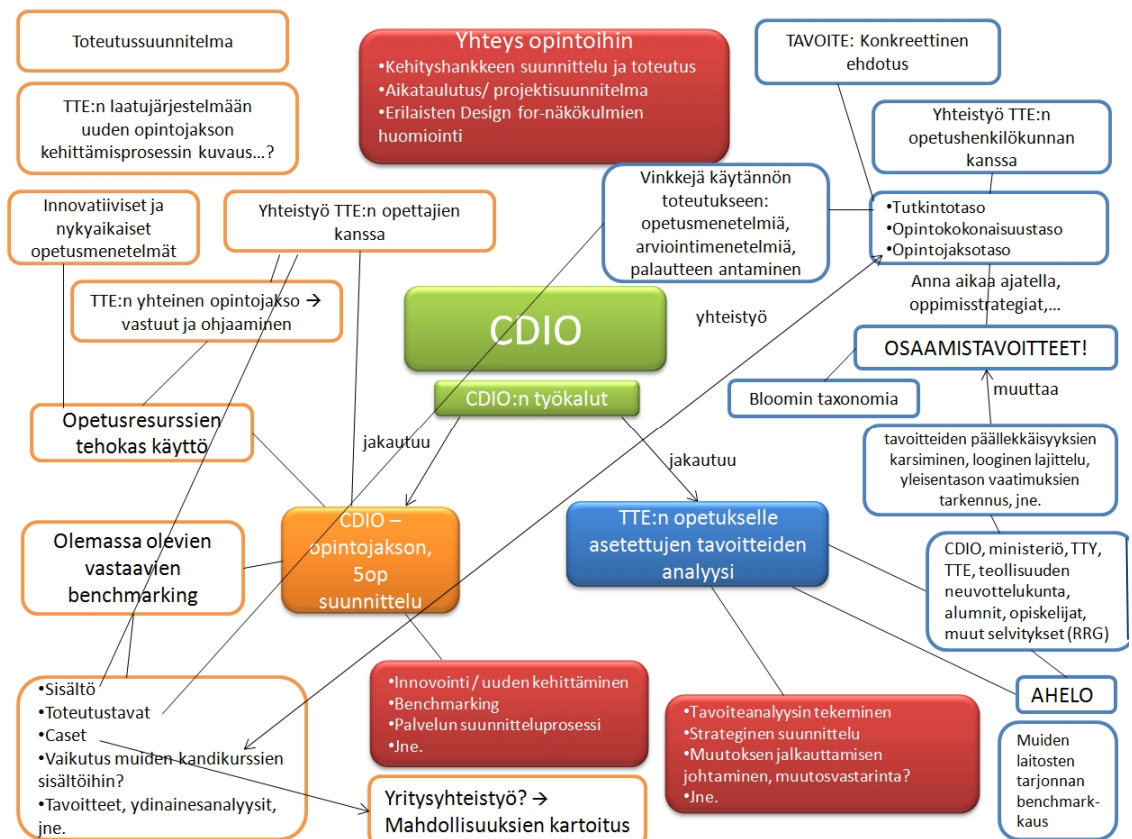 Toteutussuunnitelma
TTE:n laatujärjestelmään
uuden opintojakson
kehittämisprosessin kuvaus...?
Yhteys opintoihin
•Kehityshankkeen suunnittelu ja toteutus
•Aikataulutus/ projektisuunnitelma
•Erilaisten Design for-näkökulmien
huomiointi
TAVOITE: Konkreettinen
ehdotus
Yhteistyö TTE:n
opetushenkilökunnan
kanssa
Innovatiiviset ja
nykyaikaiset
opetusmenetelmät
Yhteistyö TTE:n opettajien
kanssa
Vinkkejä käytännön
toteutukseen:
opetusmenetelmiä,
arviointimenetelmiä,
palautteen antaminen
•Tutkintotaso
•Opintokokonaisuustaso
•Opintojaksotaso
TTE:n yhteinen opintojakso →
vastuut ja ohjaaminen
Anna aikaa ajatella,
oppimisstrategiat,...
CDIO
yhteistyö
OSAAMISTAVOITTEET!
CDIO:n työkalut
Bloomin taxonomia
muuttaa
Opetusresurssien
tehokas käyttö
jakautuu
jakautuu
tavoitteiden päällekkäisyyksien
karsiminen, looginen lajittelu,
yleisentason vaatimuksien
tarkennus, jne.
CDIO –
opintojakson,
5op
suunnittelu
TTE:n opetukselle
asetettujen tavoitteiden
analyysi
Olemassa olevien
vastaavien
benchmarking
CDIO, ministeriö, TTY,
TTE, teollisuuden
neuvottelukunta,
alumnit, opiskelijat,
muut selvitykset (RRG)
•Sisältö
•Toteutustavat
•Caset
•Vaikutus muiden kandikurssien
sisältöihin?
•Tavoitteet, ydinainesanalyysit,
jne.
•Innovointi / uuden kehittäminen
•Benchmarking
•Palvelun suunnitteluprosessi
•Jne.
•Tavoiteanalyysin tekeminen
•Strateginen suunnittelu
•Muutoksen jalkauttamisen
johtaminen, muutosvastarinta?
•Jne.
AHELO
Muiden
laitosten
tarjonnan
benchmark-
kaus
Yritysyhteistyö? →
Mahdollisuuksien kartoitus